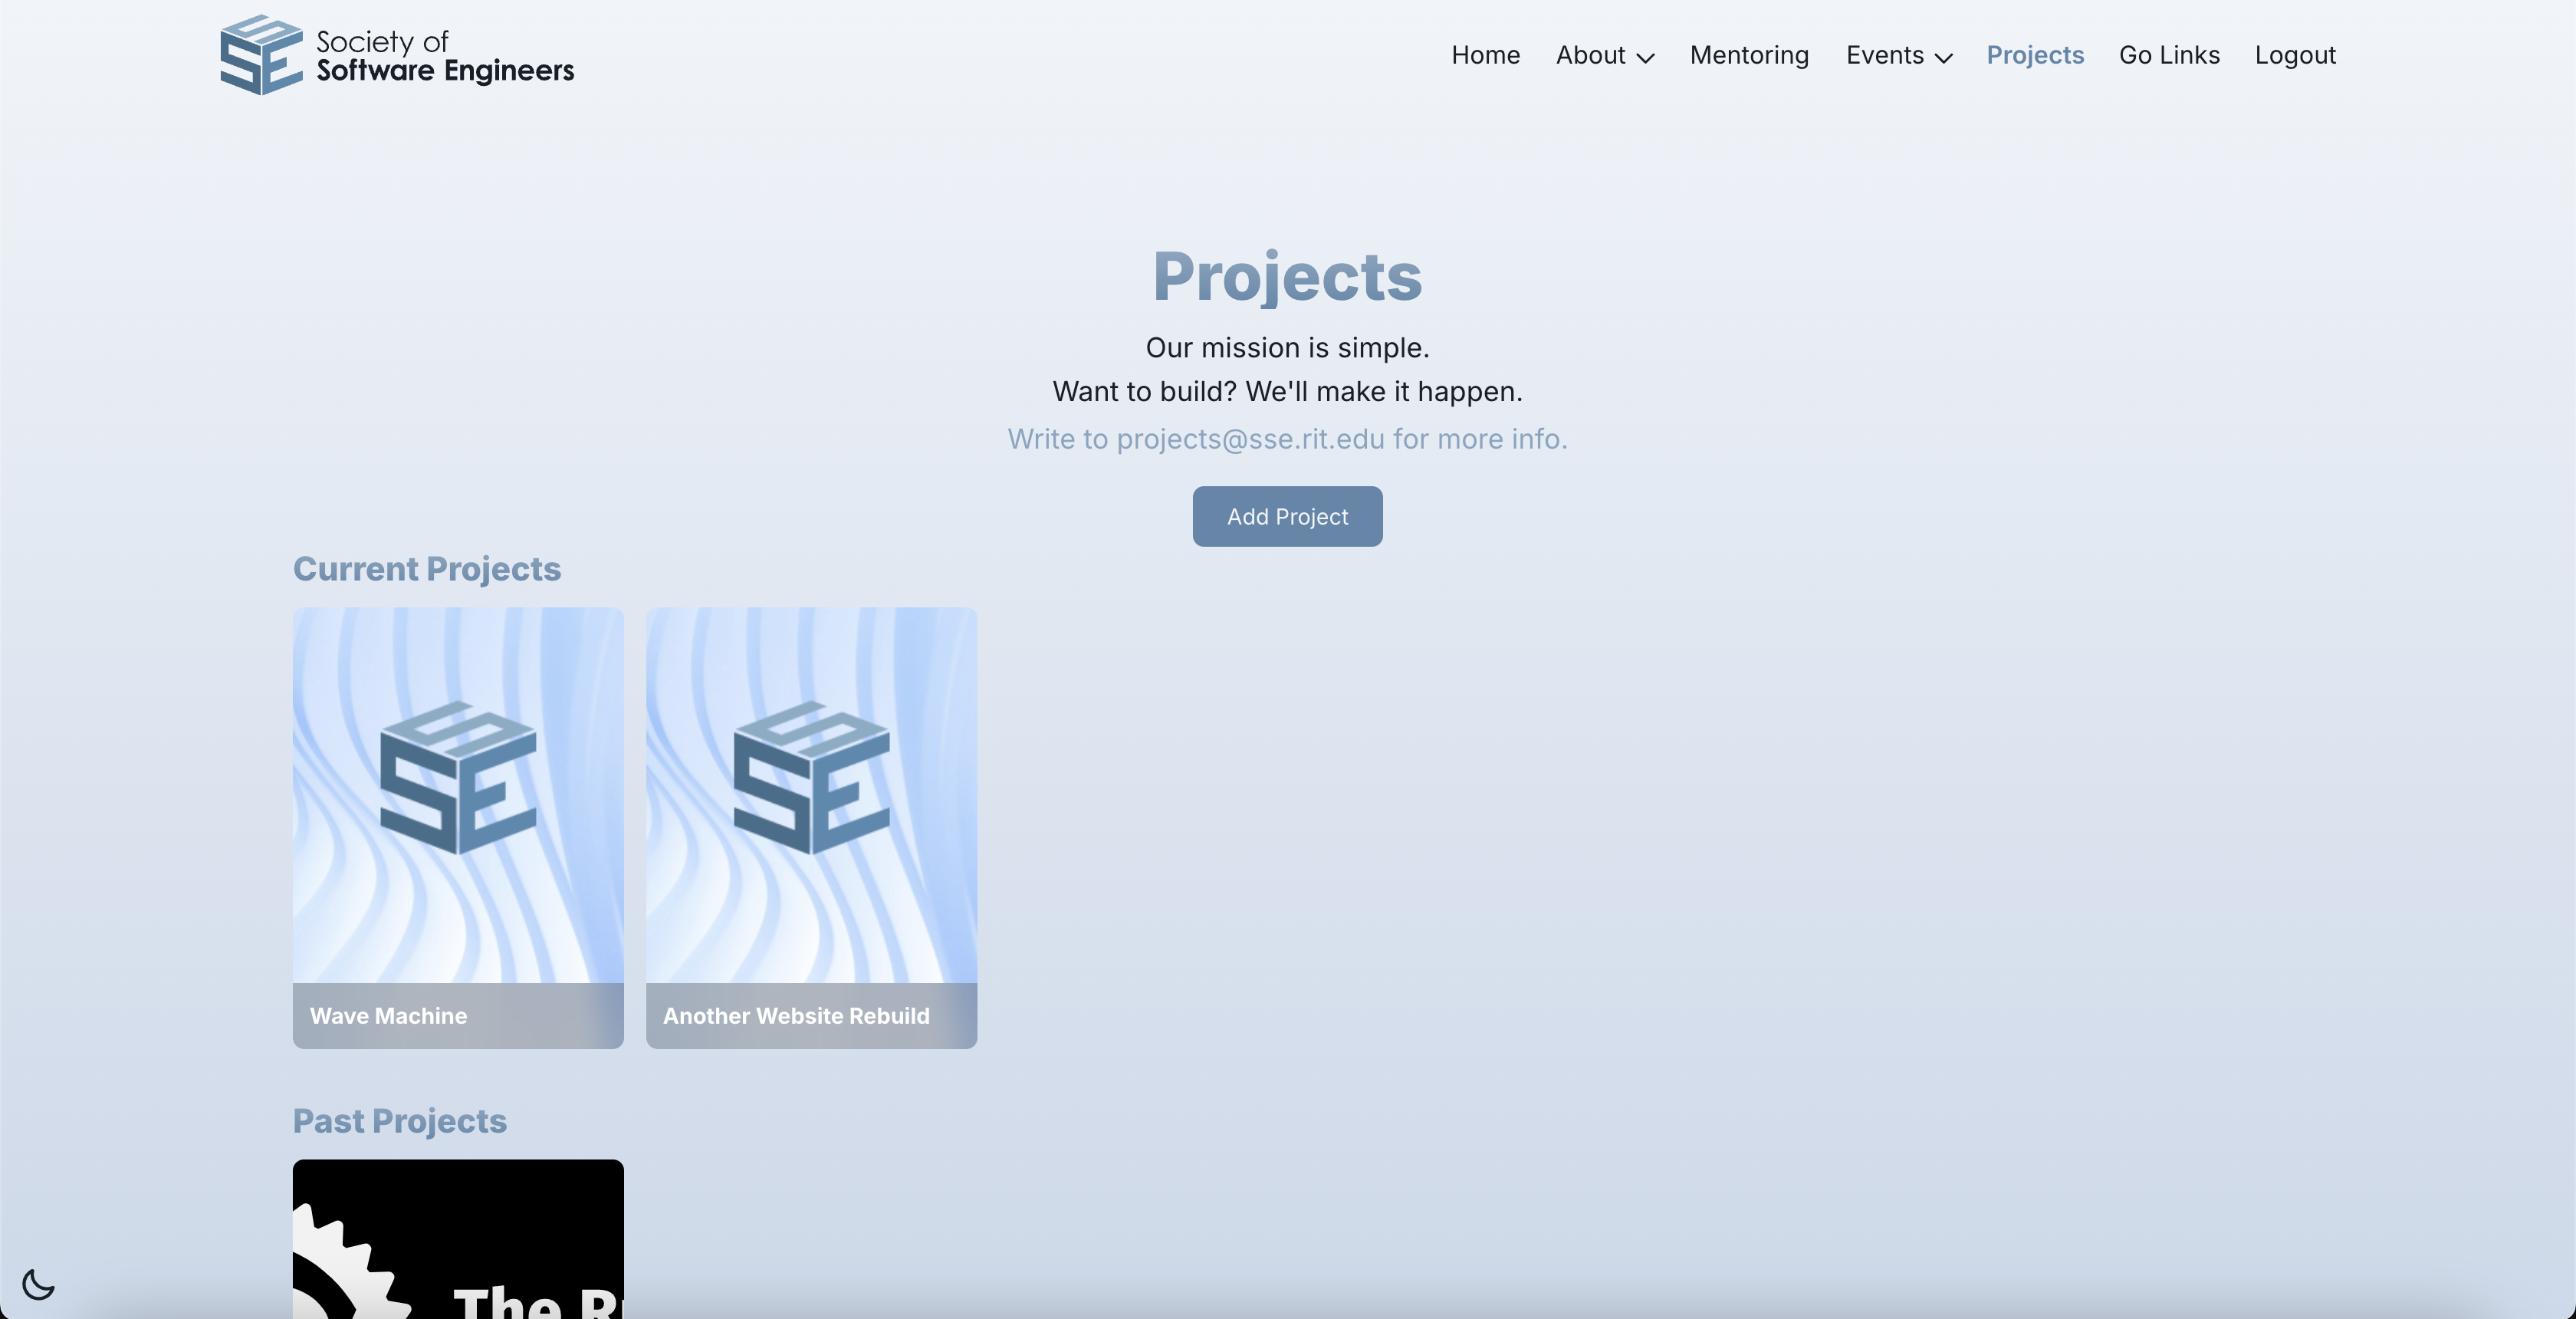 Society of
Software Engineers
Home About Mentoring Events Projects Go Links Logout
Projects
Our mission is simple.
Want to build? We'll make it happen.
Write to projects@sse.rit.edu for more info.
Add Project
Current Projects
SSE SSE
Wave Machine Another Website Rebuild
Past Projects
The